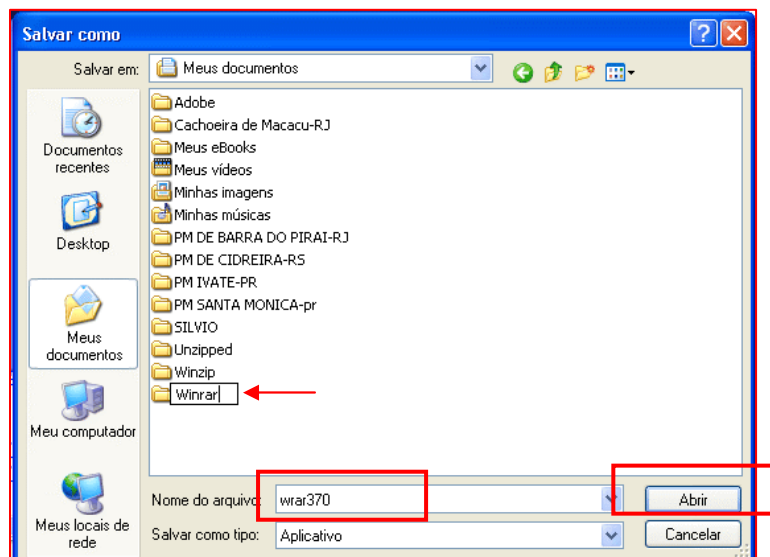 Salvar como
Salvar em:
Meus documentos
Documentos
recentes
Desktop
Meus
documentos
Meu computador
Meus locais de
rede
Adobe
Cachoeira de Macacu-RJ
Meus eBooks
Meus vídeos
Minhas imagens
Minhas músicas
PM DE BARRA DO PIRAI-RJ
PM DE CIDREIRA-RS
PM IVATE-PR
PM SANTA MONICA-pr
SILVIO
Unzipped
Winzip
Winrar
Nome do arquivo:
wrar370
Abrir
Salvar como tipo:
Aplicativo
Cancelar